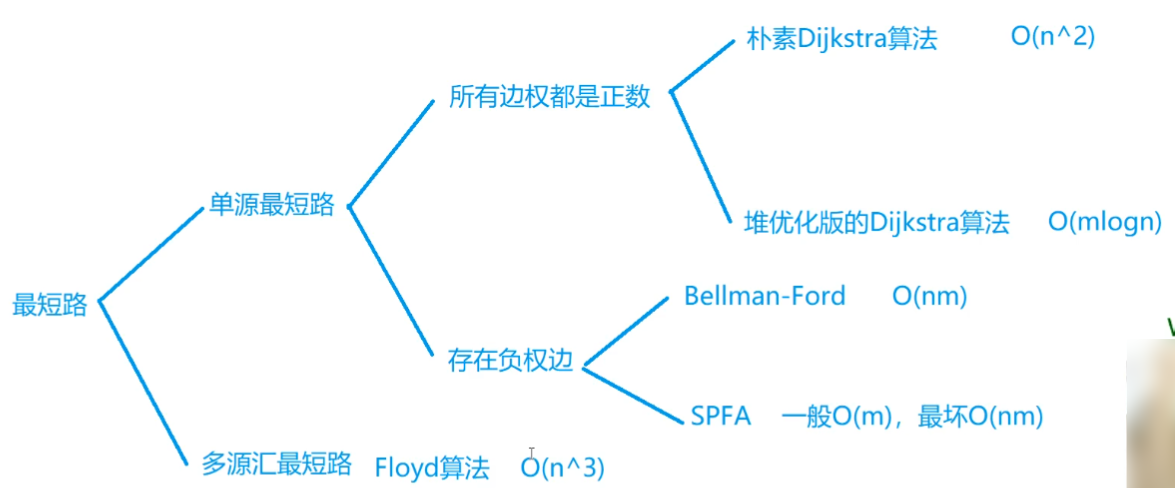 朴素Dijkstra算法 O(n^2)
所有边权都是正数
单源最短路
堆优化版的Dijkstra算法 O(mlogn)
最短路
Bellman-Ford O(nm)
存在负权边
SPFA 一般O(m)，最坏O(nm)
多源汇最短路 Floyd算法 O(n^3)